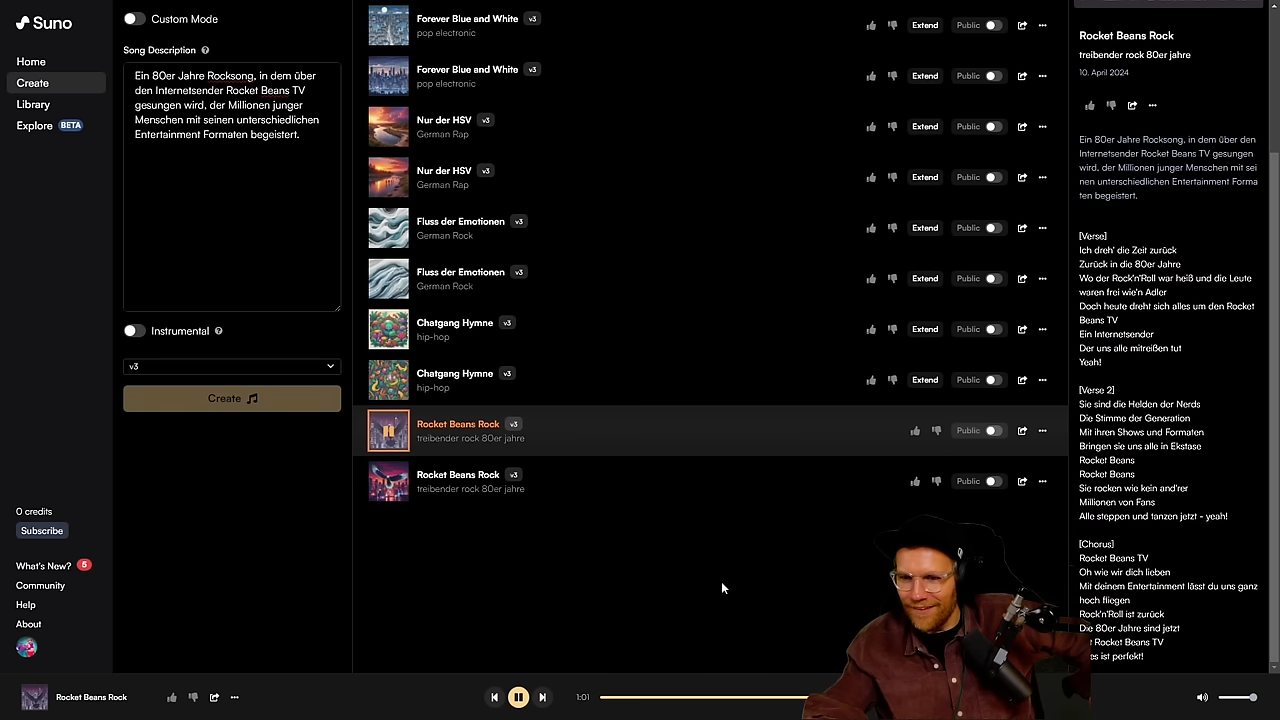 Suno
Home
Create
Library
Explore BETA
0 credits
Subscribe
What's New? 5
Community
Help
About
Custom Mode
Song Description
Ein 80er Jahre Rocksong, in dem über
den Internetsender Rocket Beans TV
gesungen wird, der Millionen junger
Menschen mit seinen unterschiedlichen
Entertainment Formaten begeistert.
Instrumental
v3
Create
Forever Blue and White v3
pop electronic
Extend Public
Forever Blue and White v3
pop electronic
Extend Public
Nur der HSV v3
German Rap
Extend Public
Nur der HSV v3
German Rap
Extend Public
Fluss der Emotionen v3
German Rock
Extend Public
Fluss der Emotionen v3
German Rock
Extend Public
Chatgang Hymne v3
hip-hop
Extend Public
Chatgang Hymne v3
hip-hop
Extend Public
Rocket Beans Rock v3
treibender rock 80er jahre
Public
Rocket Beans Rock v3
treibender rock 80er jahre
Public
Rocket Beans Rock
treibender rock 80er jahre
10. April 2024
Ein 80er Jahre Rocksong, in dem über den
Internetsender Rocket Beans TV gesungen
wird, der Millionen junger Menschen mit sei
nen unterschiedlichen Entertainment Forma
ten begeistert.
[Verse]
Ich dreh' die Zeit zurück
Zurück in die 80er Jahre
Wo der Rock'n'Roll war heiß und die Leute
waren frei wie'n Adler
Doch heute dreht sich alles um den Rocket
Beans TV
Ein Internetsender
Der uns alle mitreißen tut
Yeah!
[Verse 2]
Sie sind die Helden der Nerds
Die Stimme der Generation
Mit ihren Shows und Formaten
Bringen sie uns alle in Ekstase
Rocket Beans
Rocket Beans
Sie rocken wie kein and'rer
Millionen von Fans
Alle steppen und tanzen jetzt - yeah!
[Chorus]
Rocket Beans TV
Oh wie wir dich lieben
Mit deinem Entertainment lässt du uns ganz
hoch fliegen
Rock'n'Roll ist zurück
Die 80er Jahre sind jetzt
Rocket Beans TV
ist perfekt!
Rocket Beans Rock
1:01